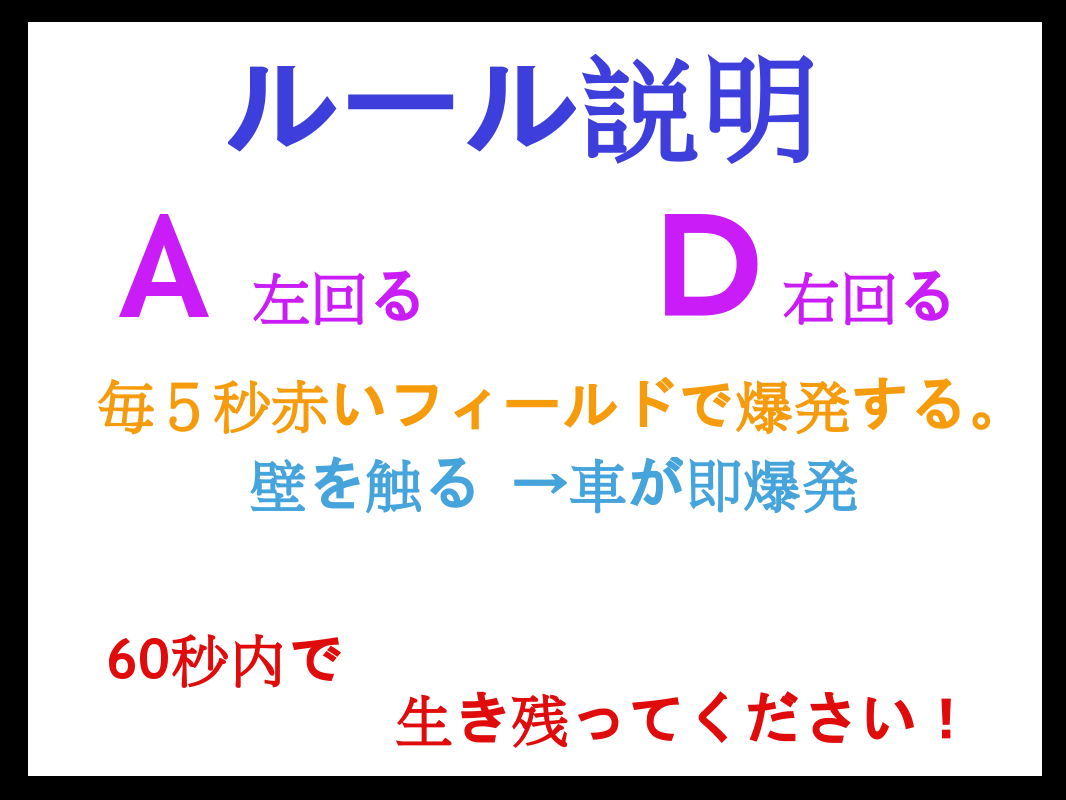 ルール説明
A 左回る D 右回る
毎５秒赤いフィールドで爆発する。
壁を触る →車が即爆発
60秒内で
生き残ってください！